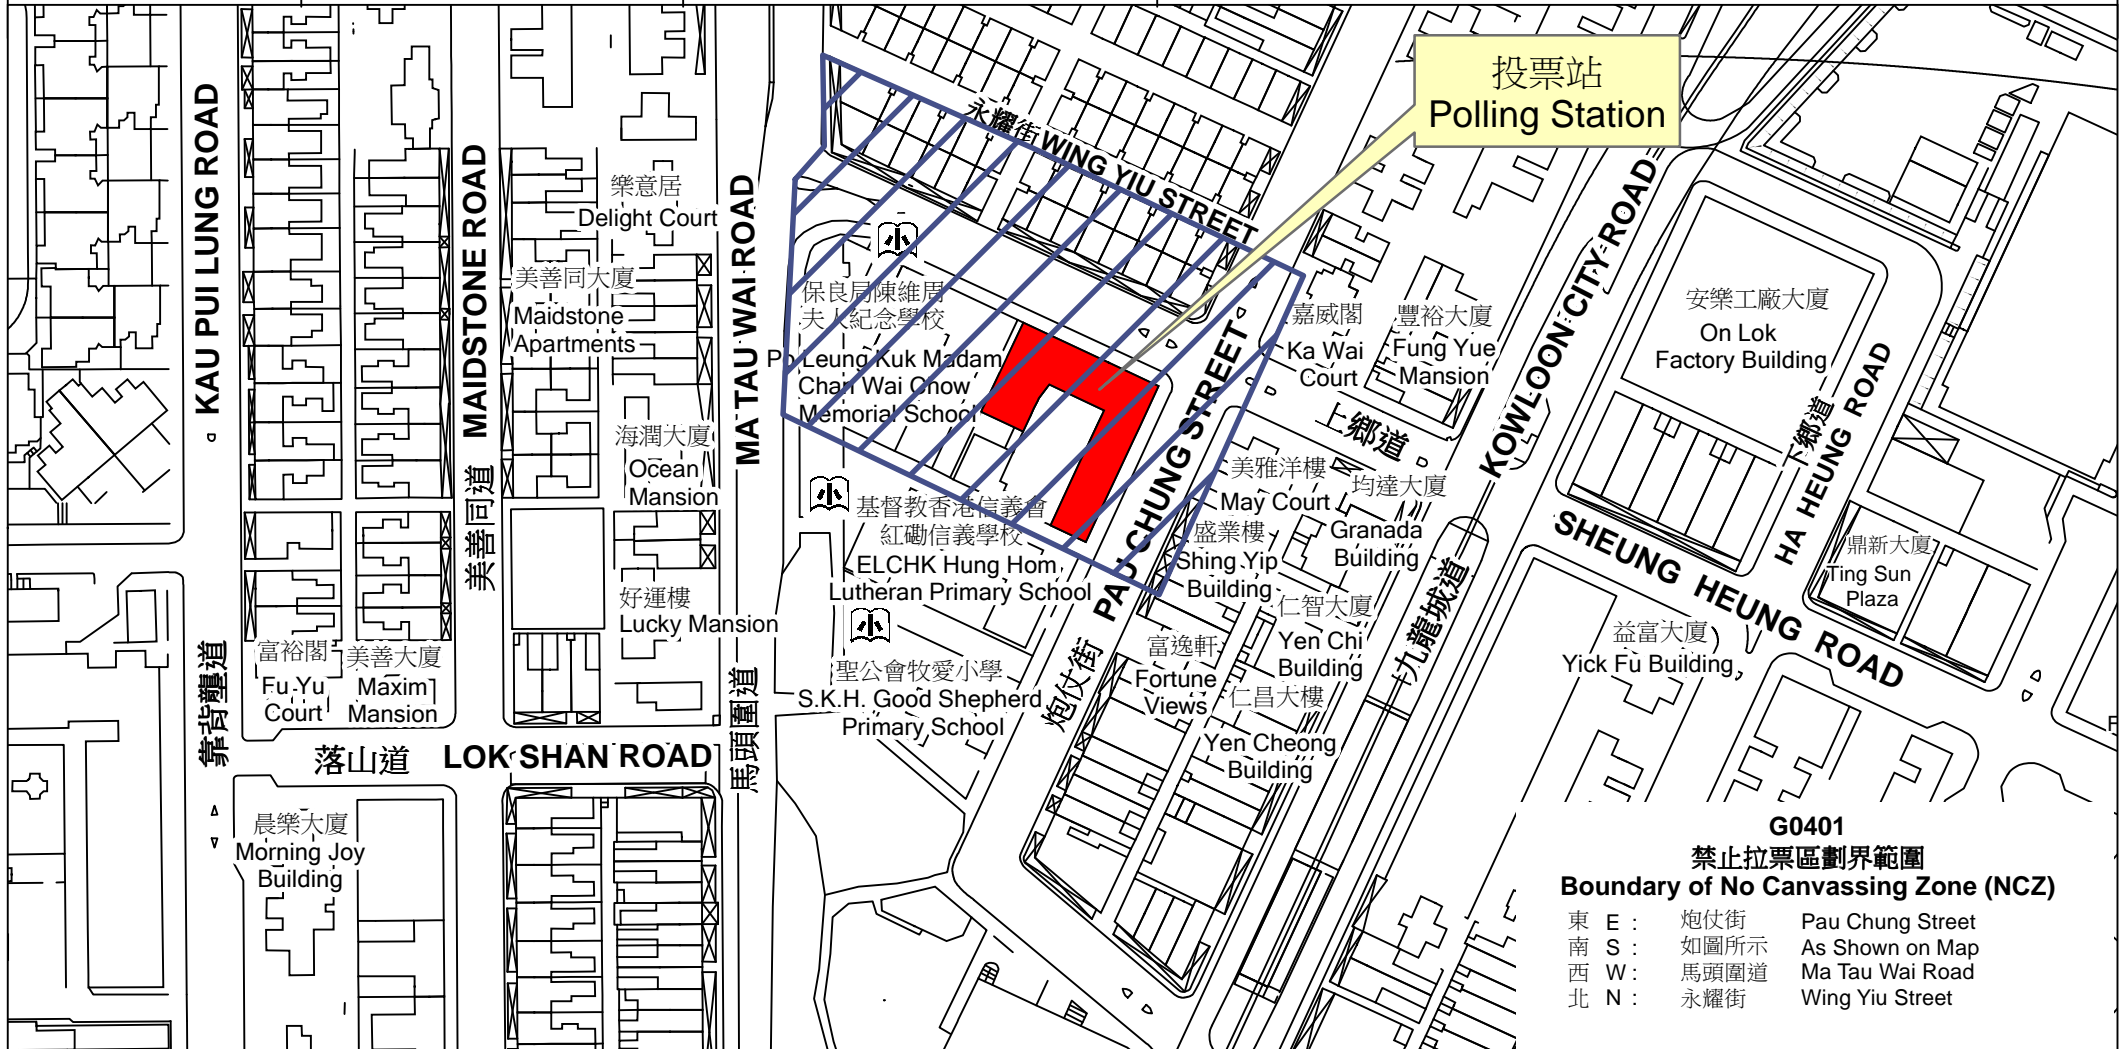 投票站
Polling Station
永耀街 WING YIU STREET
KAU PUI LUNG ROAD
靠背壟道
MAIDSTONE ROAD
美善同道
MA TAU WAI ROAD
馬頭圍道
樂意居
Delight Court
美善同大廈
Maidstone
Apartments
海潤大廈
Ocean
Mansion
好運樓
Lucky Mansion
富裕閣
Fu Yu
Court
美善大廈
Maxim
Mansion
落山道 LOK SHAN ROAD
晨樂大廈
Morning Joy
Building
保良局陳維周
夫人紀念學校
Po Leung Kuk Madam
Chan Wai Chow
Memorial School
基督教香港信義會
紅磡信義學校
ELCHK Hung Hom
Lutheran Primary School
聖公會牧愛小學
S.K.H. Good Shepherd
Primary School
炮仗街 PAU CHUNG STREET
嘉威閣
Ka Wai
Court
豐裕大廈
Fung Yue
Mansion
上鄉道
SHEUNG HEUNG ROAD
美雅洋樓
May Court
均達大廈
Granada
Building
盛業樓
Shing Yip
Building
仁智大廈
Yen Chi
Building
富逸軒
Fortune
Views
仁昌大樓
Yen Cheong
Building
九龍城道
KOWLOON CITY ROAD
安樂工廠大廈
On Lok
Factory Building
下鄉道
HA HEUNG ROAD
鼎新大廈
Ting Sun
Plaza
益富大廈
Yick Fu Building
G0401
禁止拉票區劃界範圍
Boundary of No Canvassing Zone (NCZ)
東 E : 炮仗街 Pau Chung Street
南 S : 如圖所示 As Shown on Map
西 W : 馬頭圍道 Ma Tau Wai Road
北 N : 永耀街 Wing Yiu Street